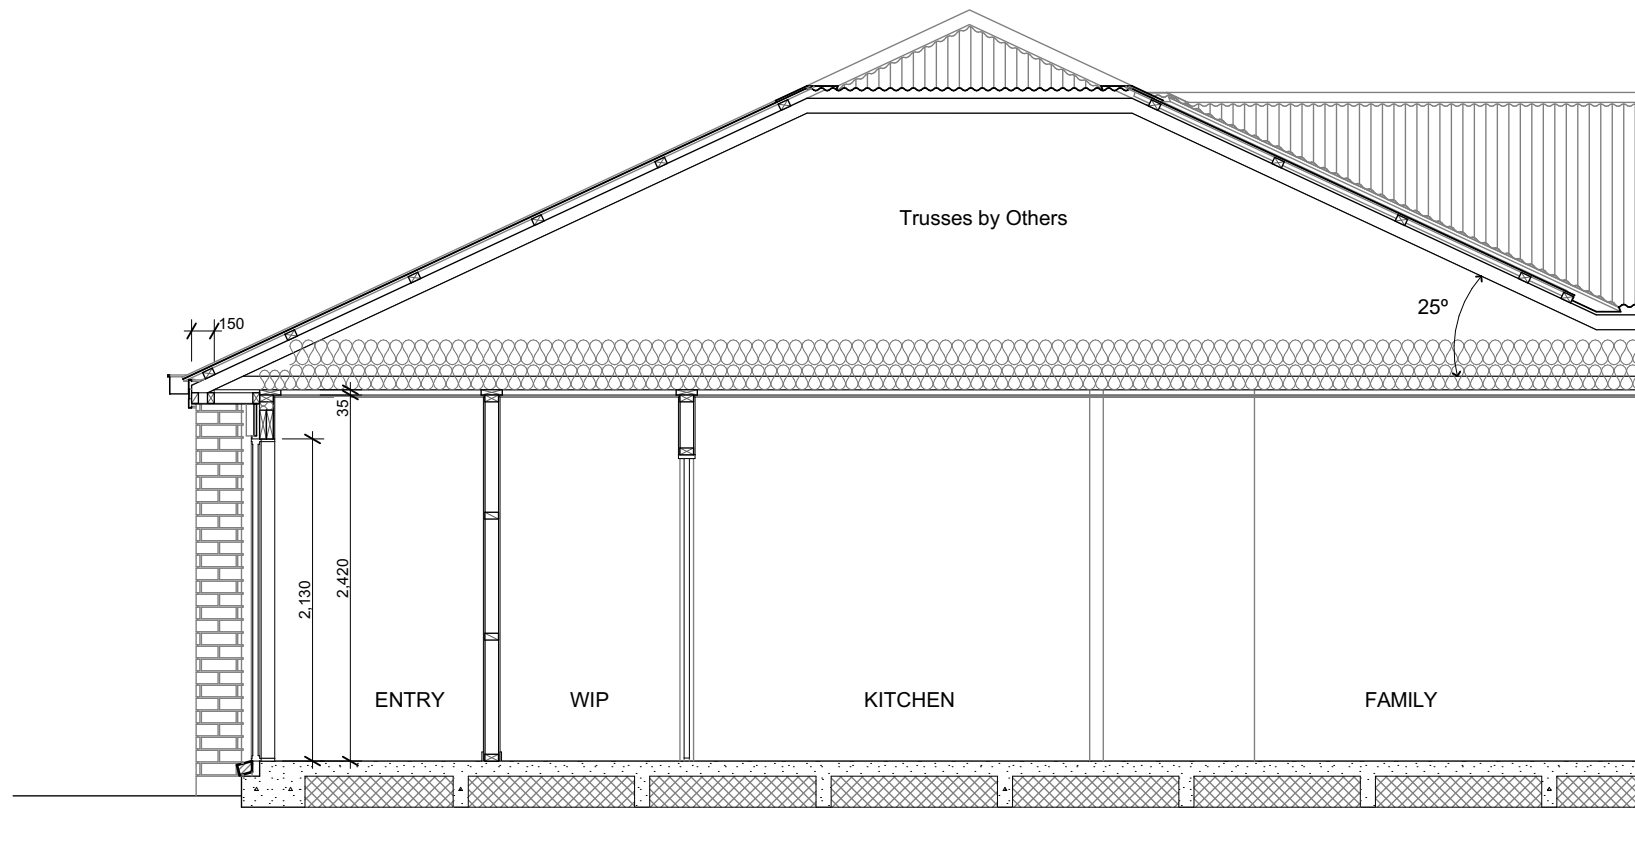 Trusses by Others
25º
150
35
2,420
2,130
ENTRY
WIP
KITCHEN
FAMILY